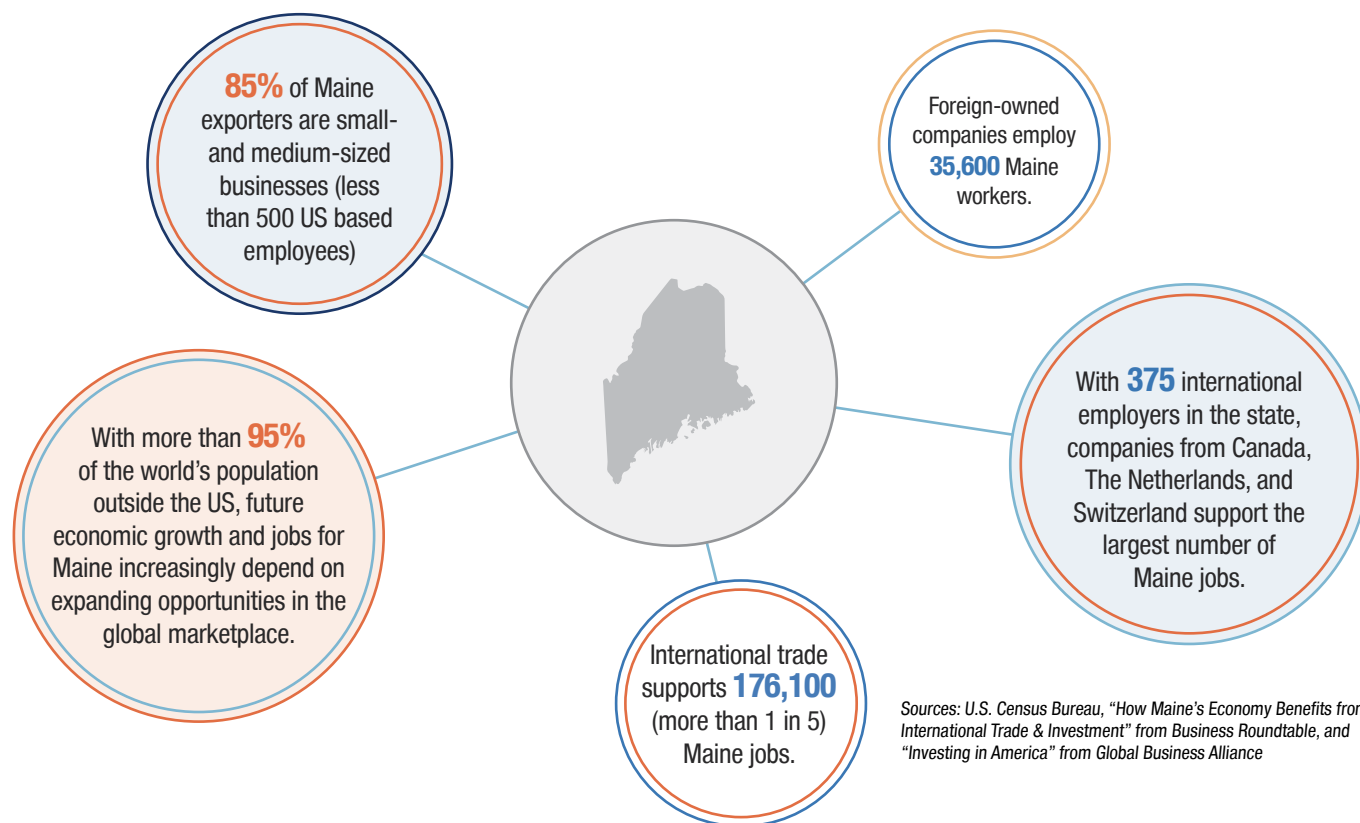 85% of Maine
exporters are small-
and medium-sized
businesses (less
than 500 US based
employees)
Foreign-owned
companies employ
35,600 Maine
workers.
With more than 95%
of the world's population
outside the US, future
economic growth and jobs for
Maine increasingly depend on
expanding opportunities in the
global marketplace.
With 375 international
employers in the state,
companies from Canada,
The Netherlands, and
Switzerland support the
largest number of
Maine jobs.
International trade
supports 176,100
(more than 1 in 5)
Maine jobs.
Sources: U.S. Census Bureau, “How Maine’s Economy Benefits from
International Trade & Investment” from Business Roundtable, and
“Investing in America” from Global Business Alliance